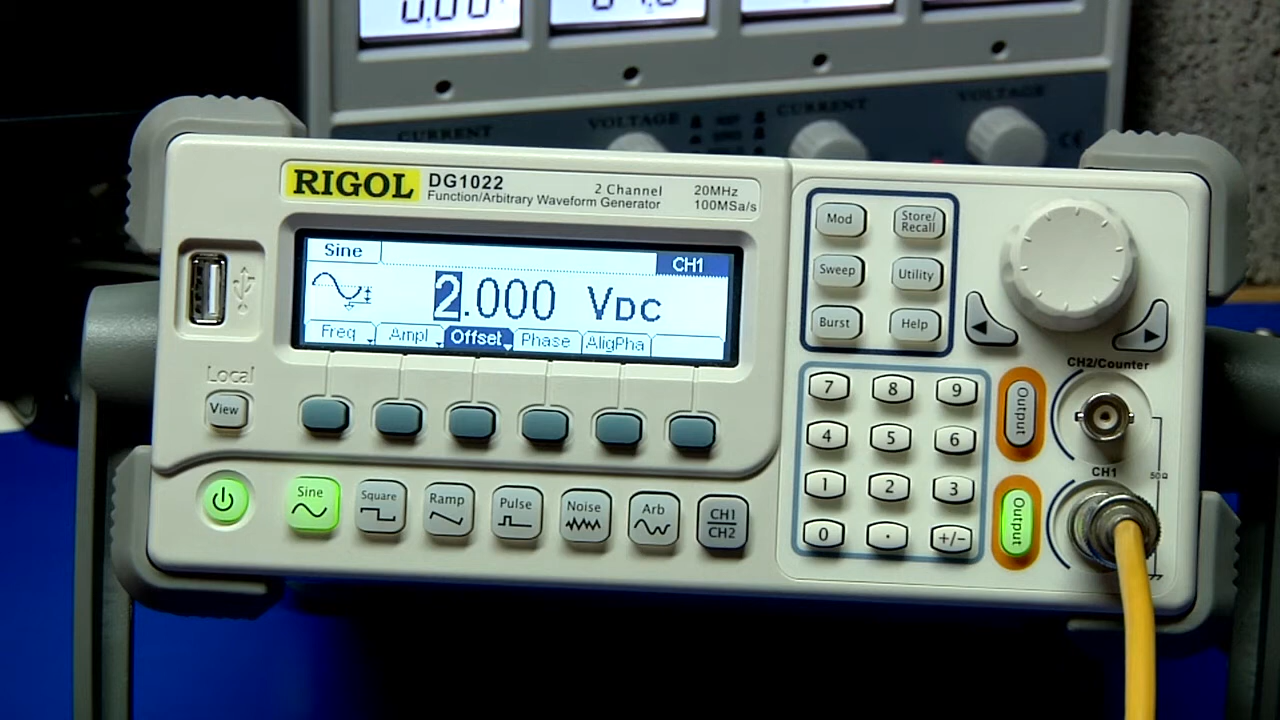 CURRENT
VOLTAGE
CURRENT
VOLTAGE
CE
RIGOL
DG1022
2 Channel
20MHz
Function/Arbitrary Waveform Generator
100MSa/s
Sine
CH1
2.000 VDC
Freq
Ampl
Offset
Phase
AligPha
Local
View
Mod
Store/
Recall
Sweep
Utility
Burst
Help
7
8
9
4
5
6
1
2
3
0
.
+/-
Output
Output
CH2/Counter
CH1
50Ω
Sine
Square
Ramp
Pulse
Noise
Arb
CH1
CH2